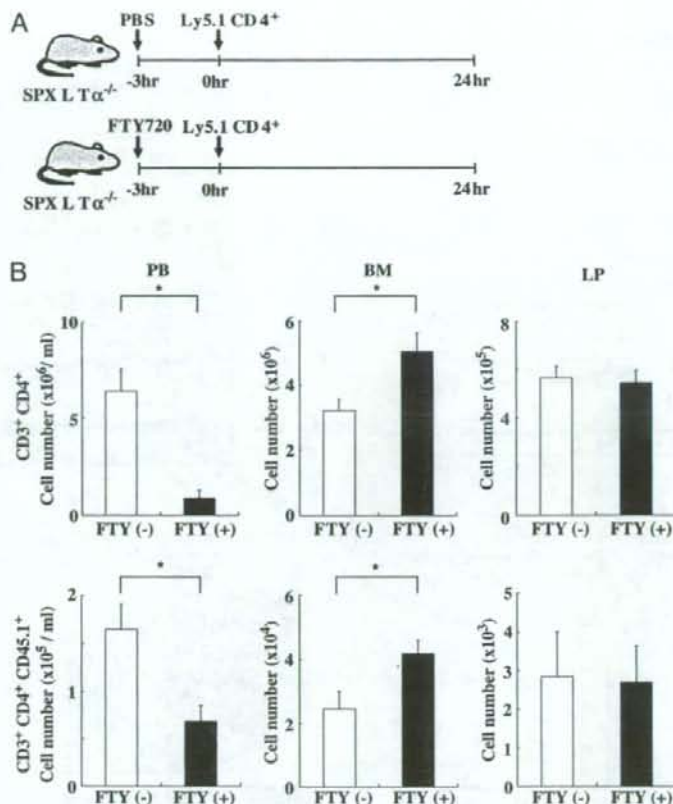 A
PBS Ly5.1 CD 4⁺
-3hr 0hr 24hr
SPX L Tα⁻/⁻
FTY720 Ly5.1 CD 4⁺
-3hr 0hr 24hr
SPX L Tα⁻/⁻
B
PB BM LP
CD3⁺ CD4⁺
Cell number (x10⁶/ ml)
10
5
0
*
FTY (-) FTY (+)
Cell number (x10⁶)
6
4
2
0
*
FTY (-) FTY (+)
Cell number (x10⁵)
8
4
0
FTY (-) FTY (+)
CD3⁺ CD4⁺ CD45.1⁺
Cell number (x10⁵/ ml)
2
1
0
*
FTY (-) FTY (+)
Cell number (x10⁴)
6
4
2
0
*
FTY (-) FTY (+)
Cell number (x10³)
5
4
3
2
1
0
FTY (-) FTY (+)